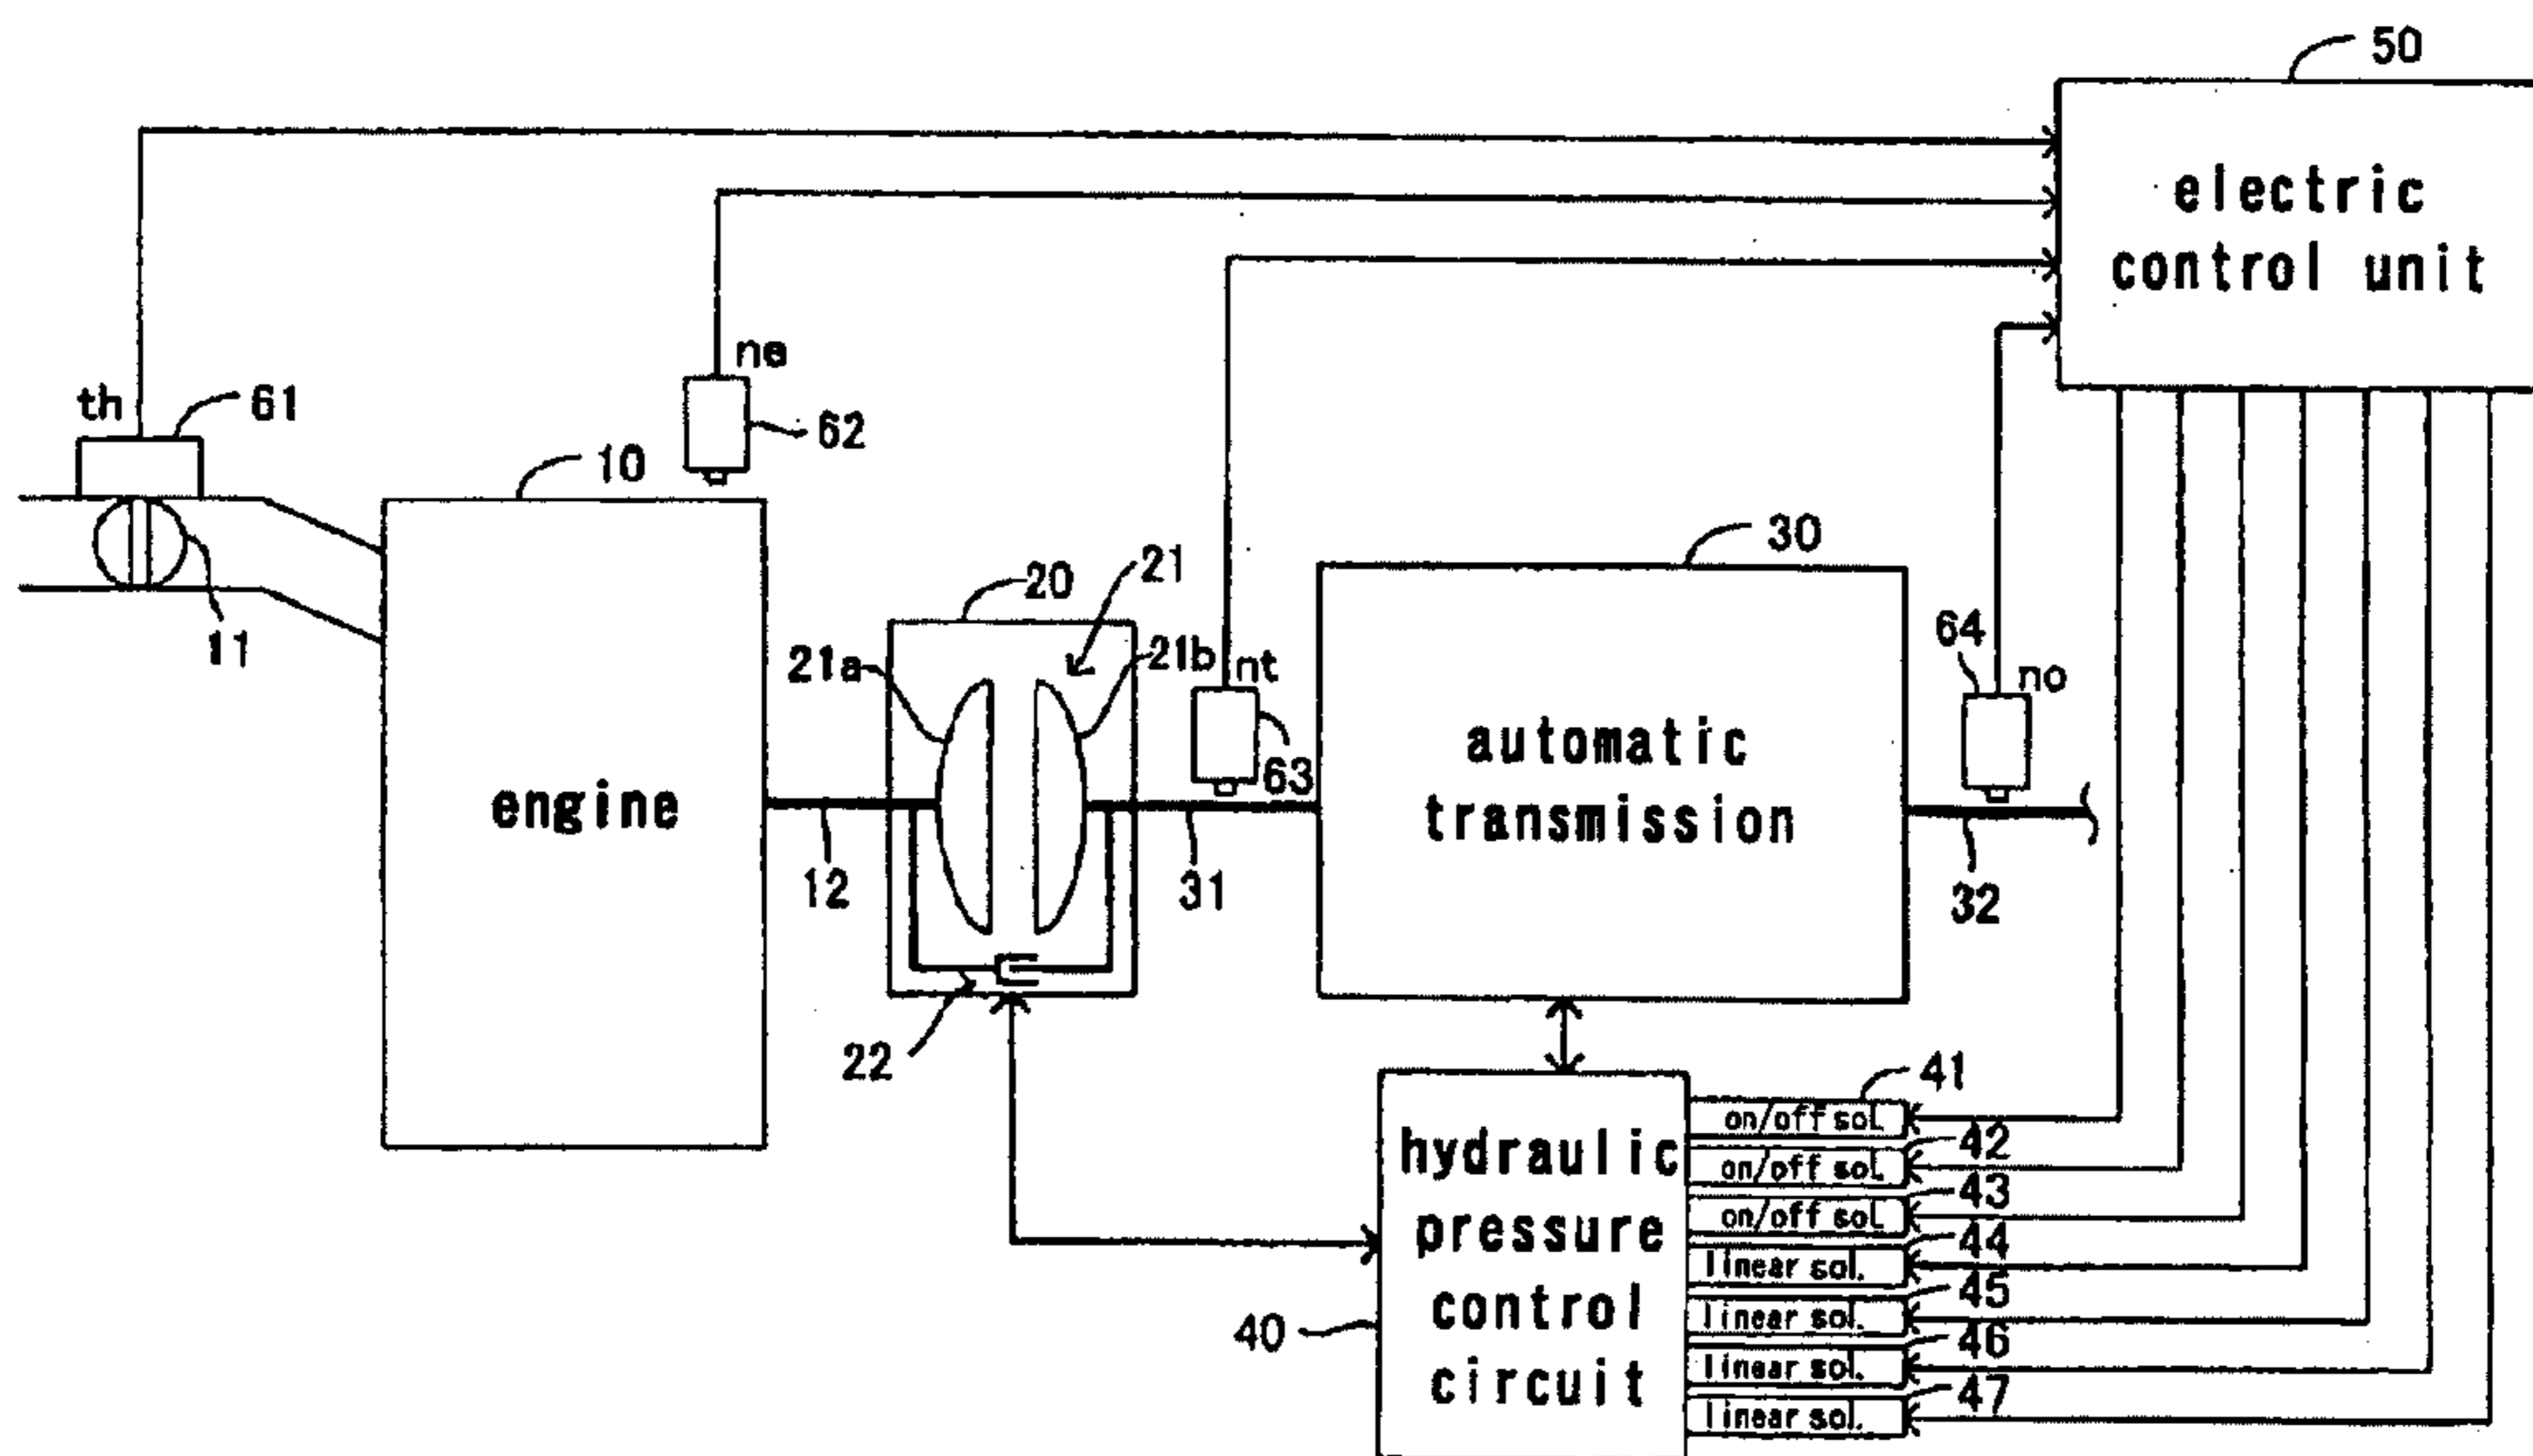 50
electric
control unit
ne
th
61
62
10
30
21
20
11
64
21a
21b
nt
no
63
automatic
transmission
engine
12
31
32
22
41
on/off sol.
42
on/off sol.
43
on/off sol.
44
linear sol.
45
linear sol.
46
linear sol.
47
linear sol.
hydraulic
pressure
control
circuit
40